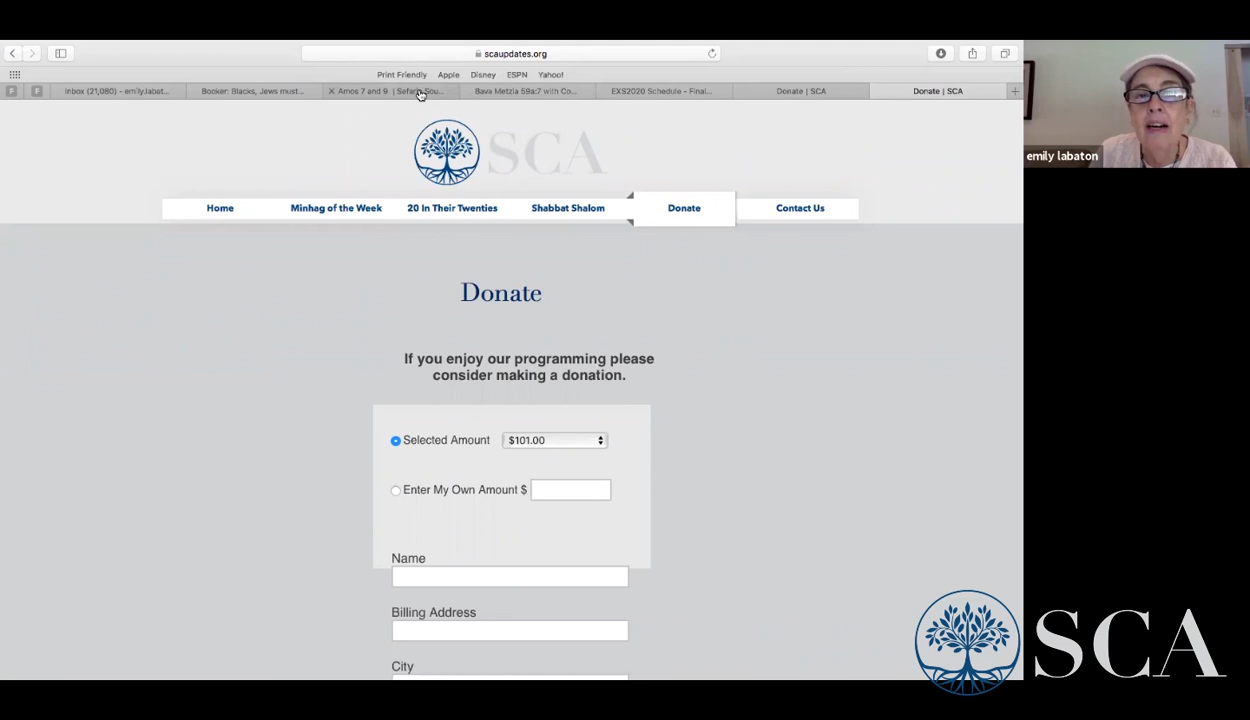 scaupdates.org
Print Friendly Apple Disney ESPN Yahoo!
F F Inbox (21,080) - emily.labat... Booker: Blacks, Jews must... Amos 7 and 9 | Sefaria Sou... Bava Metzia 59a:7 with Co... EXS2020 Schedule - Final... Donate | SCA Donate | SCA
emily labaton
SCA
Home Minhag of the Week 20 In Their Twenties Shabbat Shalom Donate Contact Us
Donate
If you enjoy our programming please
consider making a donation.
Selected Amount $101.00
Enter My Own Amount $
Name
Billing Address
City
SCA